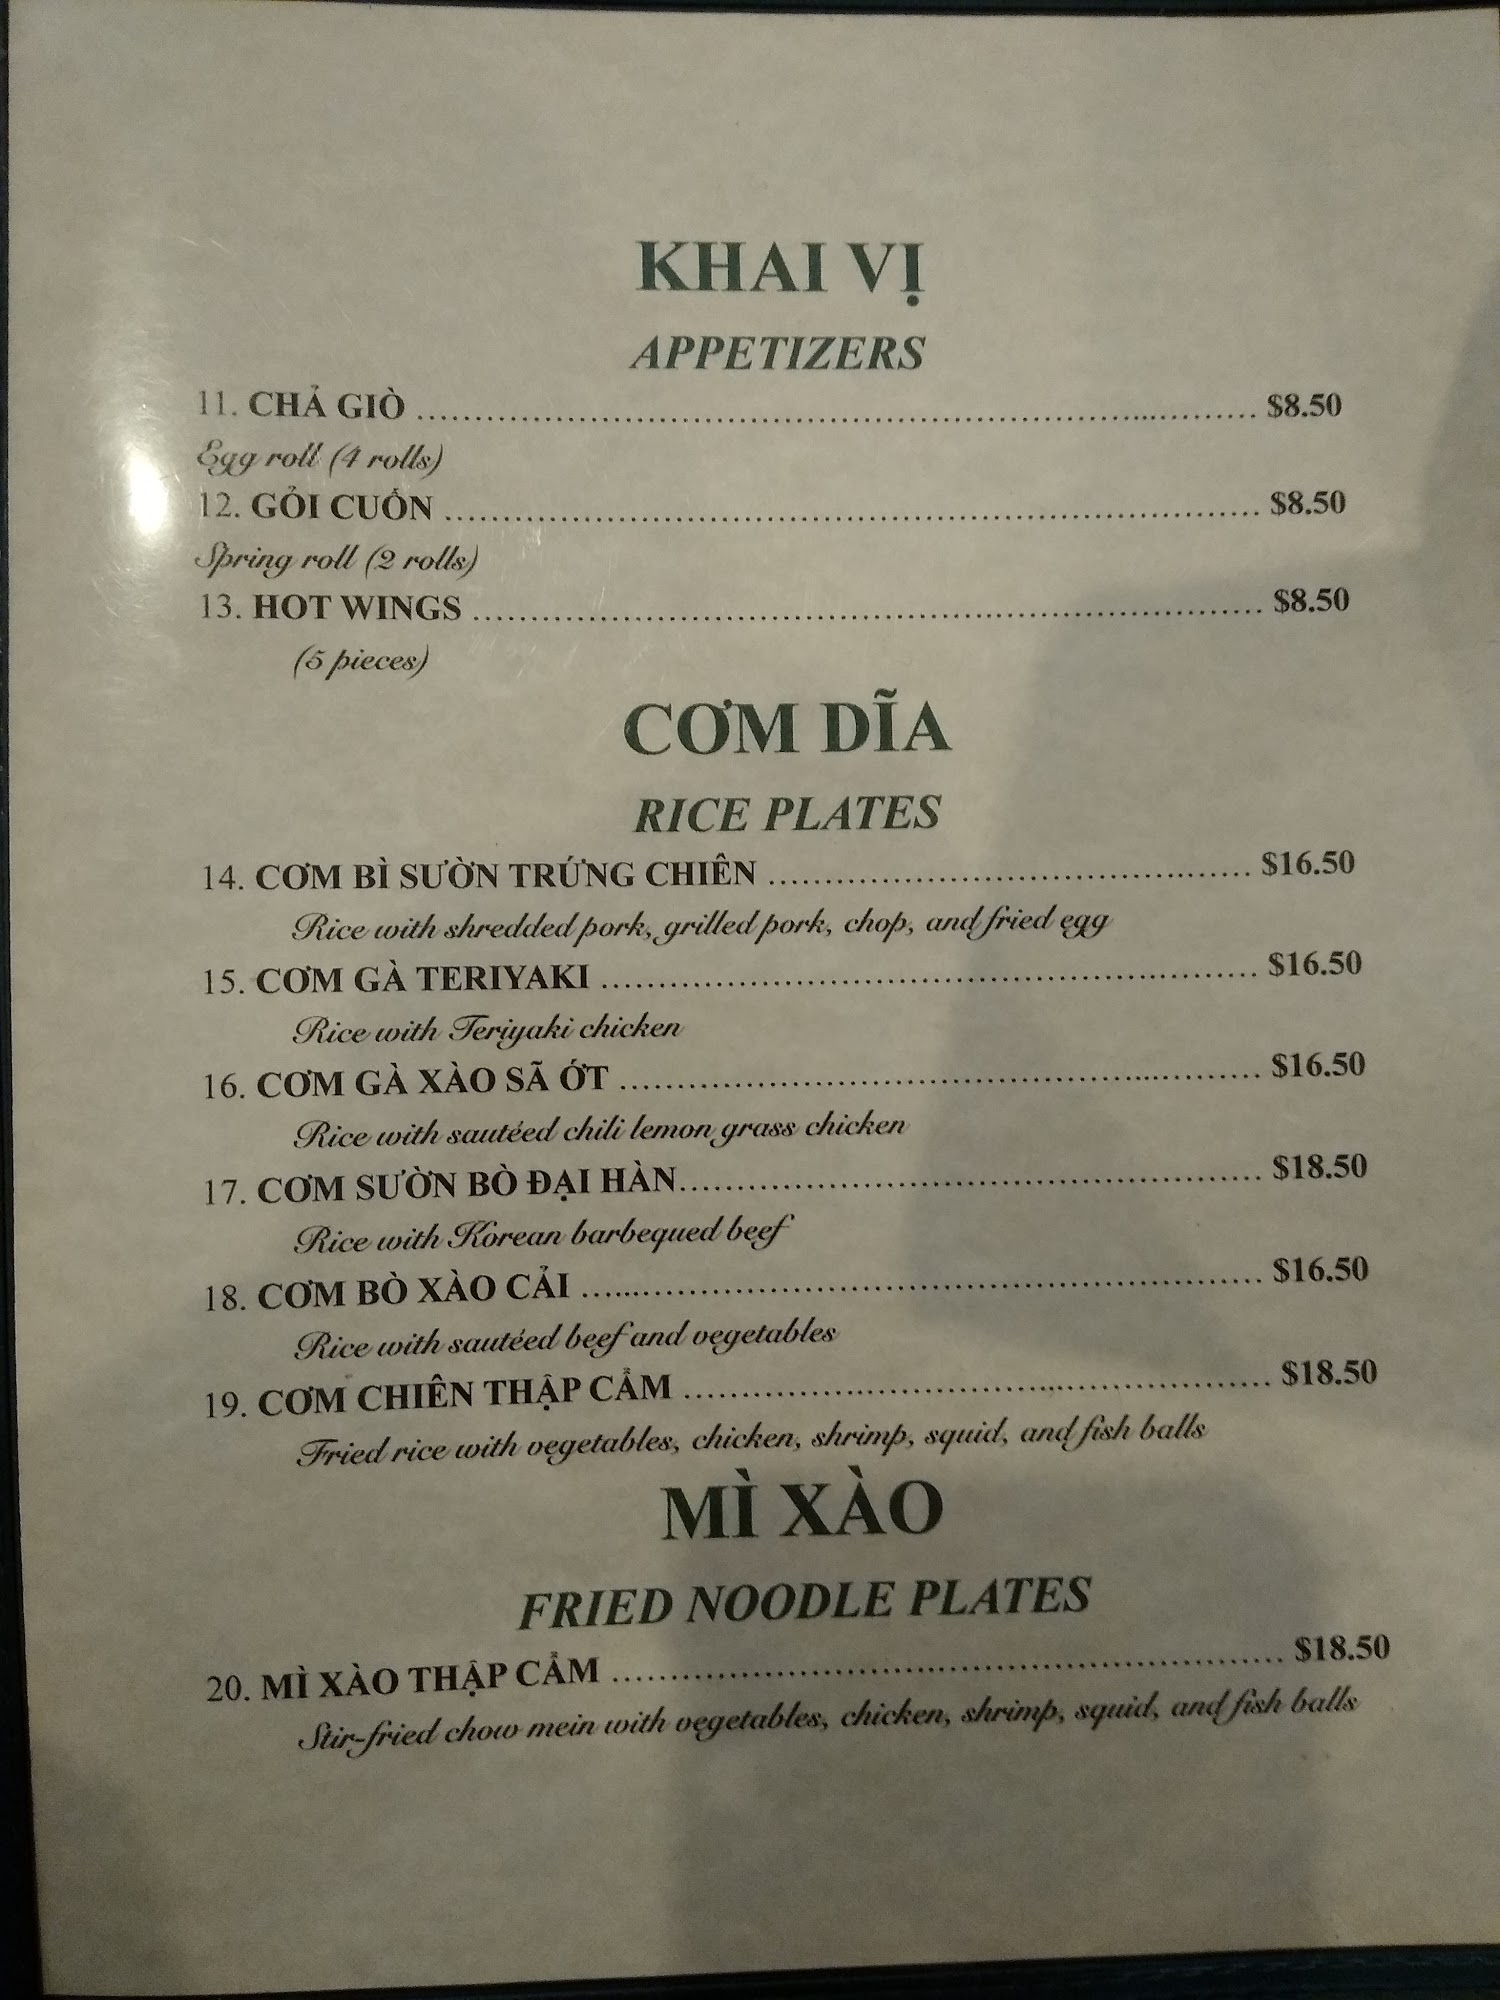 KHAI VỊ
APPETIZERS
11. CHẢ GIÒ ........................ $8.50
Egg roll (4 rolls)
12. GỎI CUỐN ........................ $8.50
Spring roll (2 rolls)
13. HOT WINGS ........................ $8.50
(5 pieces)
CƠM DĨA
RICE PLATES
14. CƠM BÌ SƯỜN TRỨNG CHIÊN ........................ $16.50
Rice with shredded pork, grilled pork, chop, and fried egg
15. CƠM GÀ TERIYAKI ........................ $16.50
Rice with Teriyaki chicken
16. CƠM GÀ XÀO SÃ ỚT ........................ $16.50
Rice with sautéed chili lemon grass chicken
17. CƠM SƯỜN BÒ ĐẠI HÀN........................ $18.50
Rice with Korean barbequed beef
18. CƠM BÒ XÀO CẢI ........................ $16.50
Rice with sautéed beef and vegetables
19. CƠM CHIÊN THẬP CẨM ........................ $18.50
Fried rice with vegetables, chicken, shrimp, squid, and fish balls
MÌ XÀO
FRIED NOODLE PLATES
20. MÌ XÀO THẬP CẨM ........................ $18.50
Stir-fried chow mein with vegetables, chicken, shrimp, squid, and fish balls